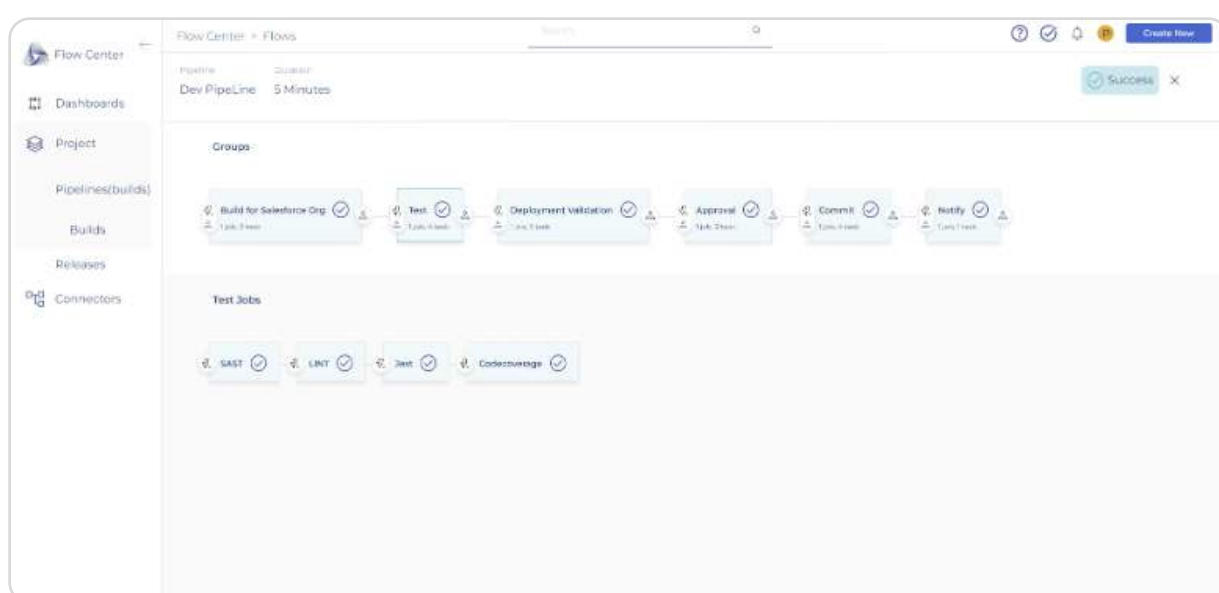 Flow Center
Flow Center > Flows
Search
Create New
Pipeline Duration
Dev PipeLine 5 Minutes
Success
Dashboards
Project
Pipelines(builds)
Builds
Releases
Connectors
Groups
Build for Salesforce Org
Test
Deployment Validation
Approval
Commit
Notify
Test Jobs
SAST
LINT
Jest
Codecoverage